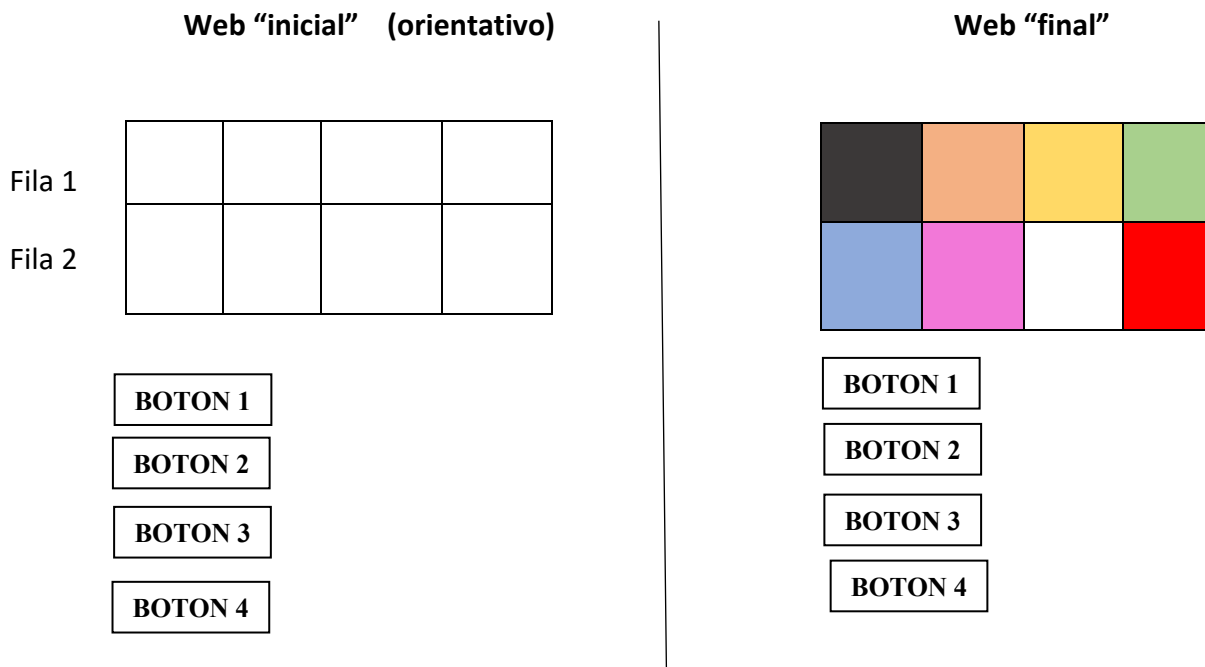 Web “inicial” (orientativo)
Fila 1
Fila 2
BOTON 1
BOTON 2
BOTON 3
BOTON 4
Web “final”
BOTON 1
BOTON 2
BOTON 3
BOTON 4